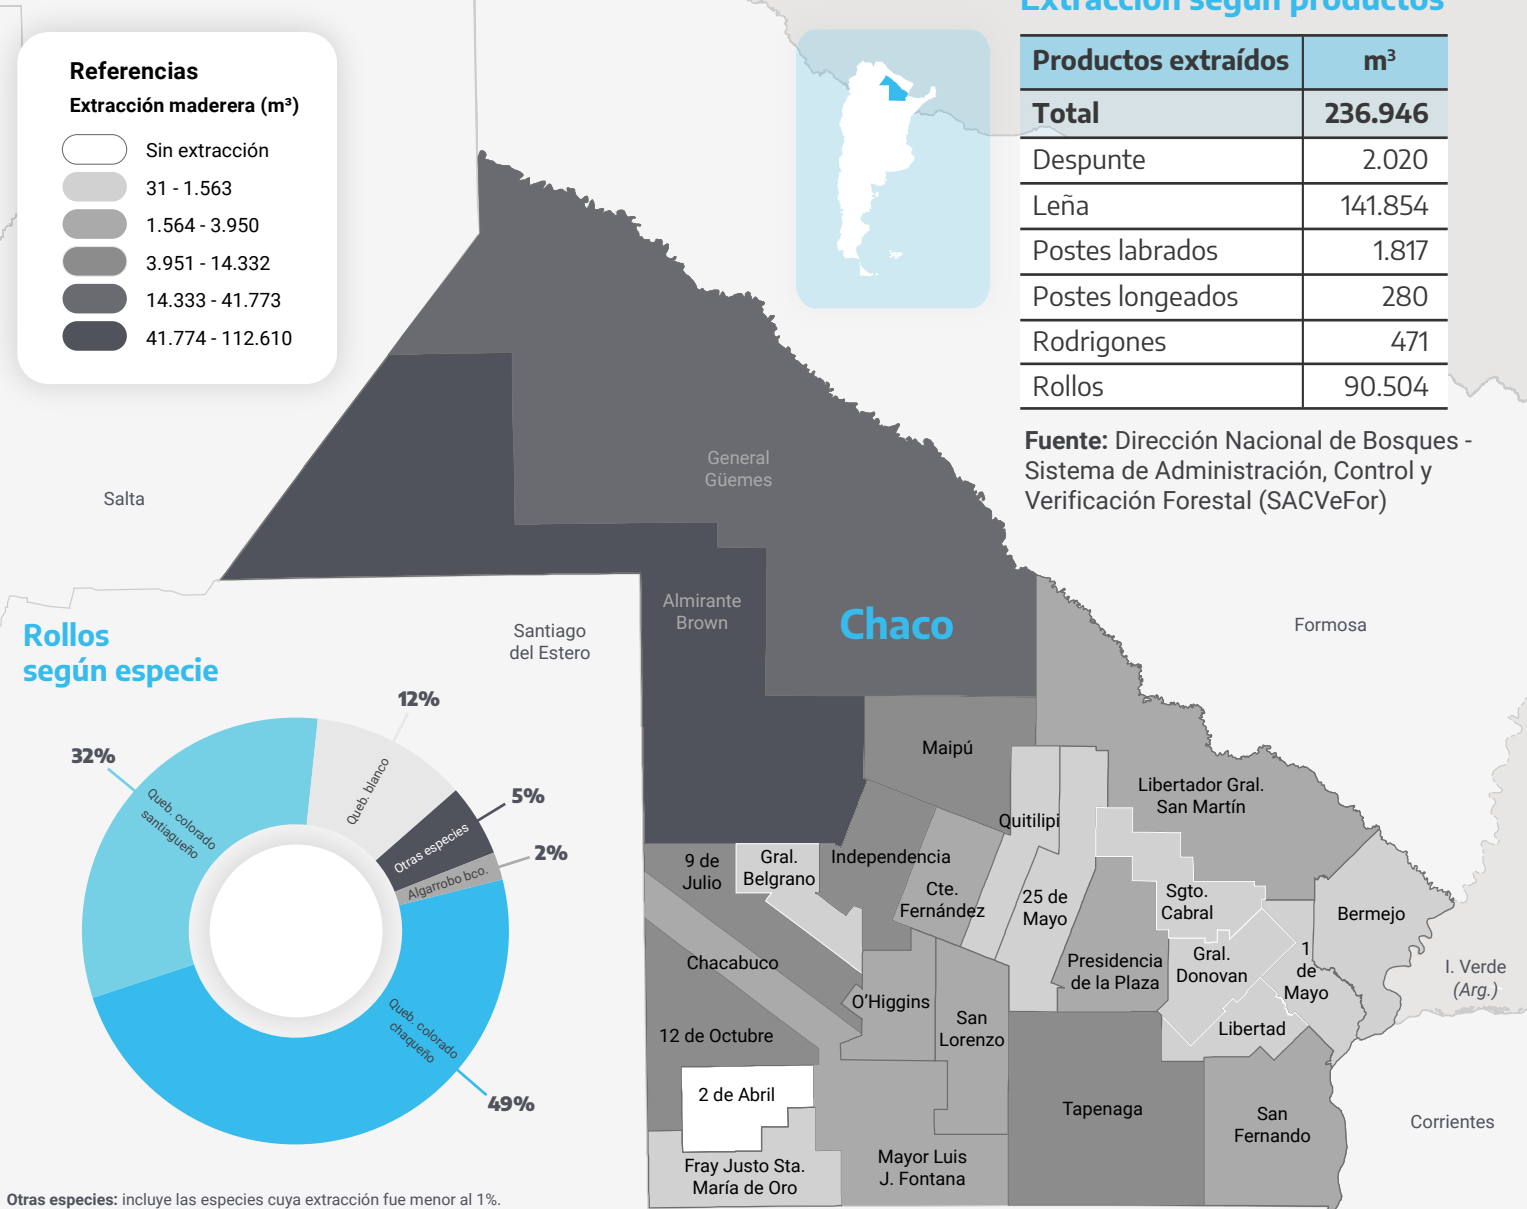 Extracción según productos
Referencias
Extracción maderera (m³)
Sin extracción
31 - 1.563
1.564 - 3.950
3.951 - 14.332
14.333 - 41.773
41.774 - 112.610
Productos extraídos m³
Total 236.946
Despunte 2.020
Leña 141.854
Postes labrados 1.817
Postes longeados 280
Rodrigones 471
Rollos 90.504
Fuente: Dirección Nacional de Bosques -
Sistema de Administración, Control y
Verificación Forestal (SACVeFor)
Salta
General
Güemes
Almirante
Brown
Chaco
Santiago
del Estero
Formosa
Maipú
Libertador Gral.
San Martín
Quitilipi
9 de
Julio
Gral.
Belgrano
Independencia
Cte.
Fernández
25 de
Mayo
Sgto.
Cabral
Bermejo
Presidencia
de la Plaza
Gral.
Donovan
1
de
Mayo
I. Verde
(Arg.)
Chacabuco
O'Higgins
San
Lorenzo
Libertad
12 de Octubre
2 de Abril
Tapenaga
San
Fernando
Corrientes
Fray Justo Sta.
María de Oro
Mayor Luis
J. Fontana
Rollos
según especie
12%
32%
5%
2%
49%
Queb. colorado
santiagueño
Queb. blanco
Otras especies
Algarrobo bco.
Queb. colorado
chaqueño
Otras especies: incluye las especies cuya extracción fue menor al 1%.